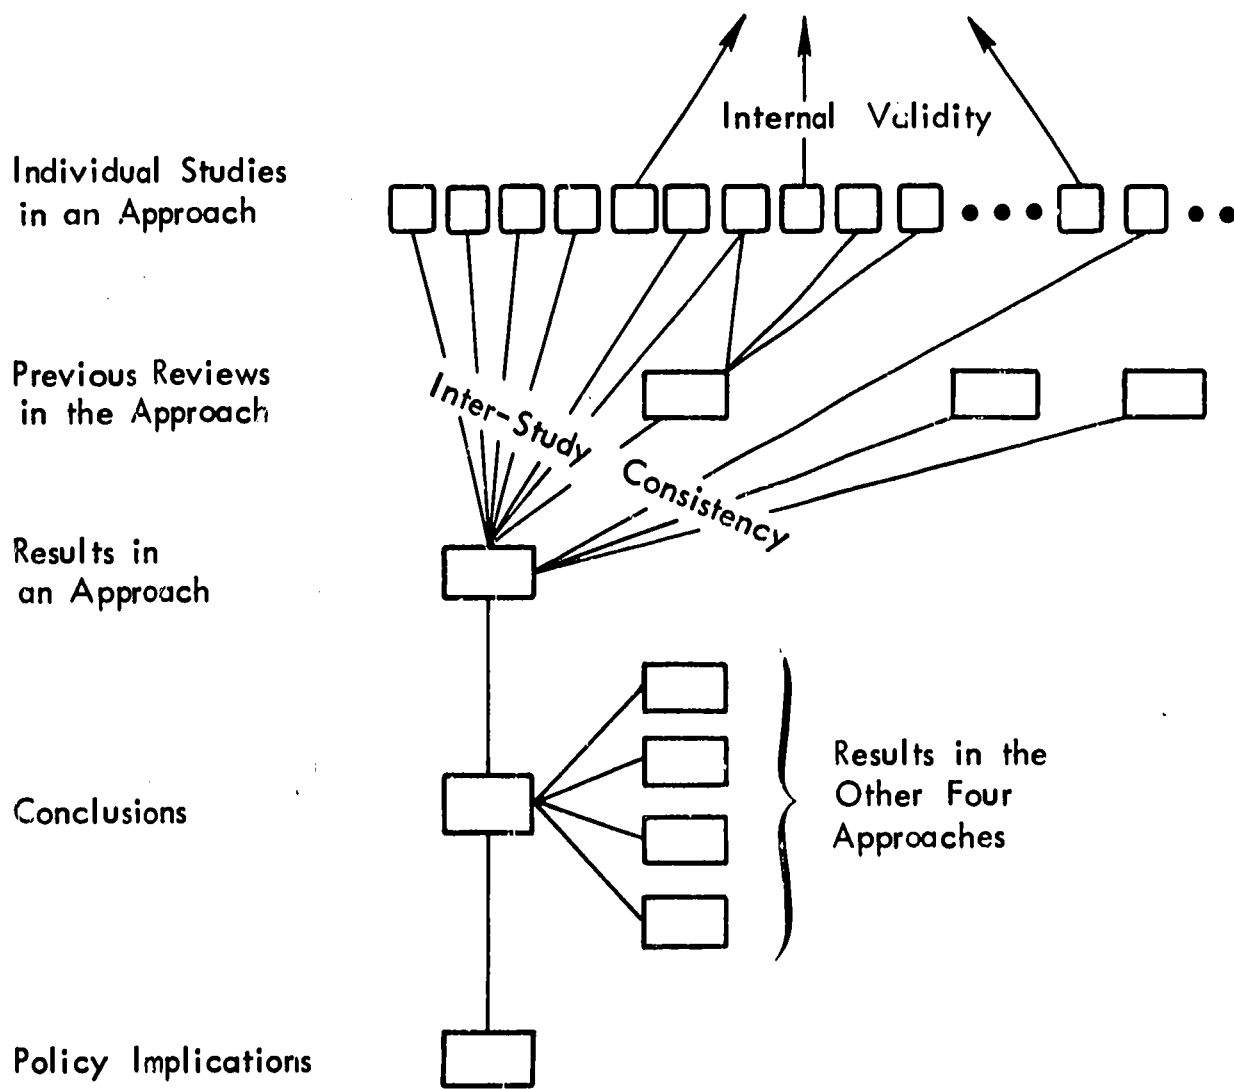 Internal Validity
Individual Studies
in an Approach
Previous Reviews
in the Approach
Inter-Study
Consistency
Results in
an Approach
Results in the
Other Four
Approaches
Conclusions
Policy Implications